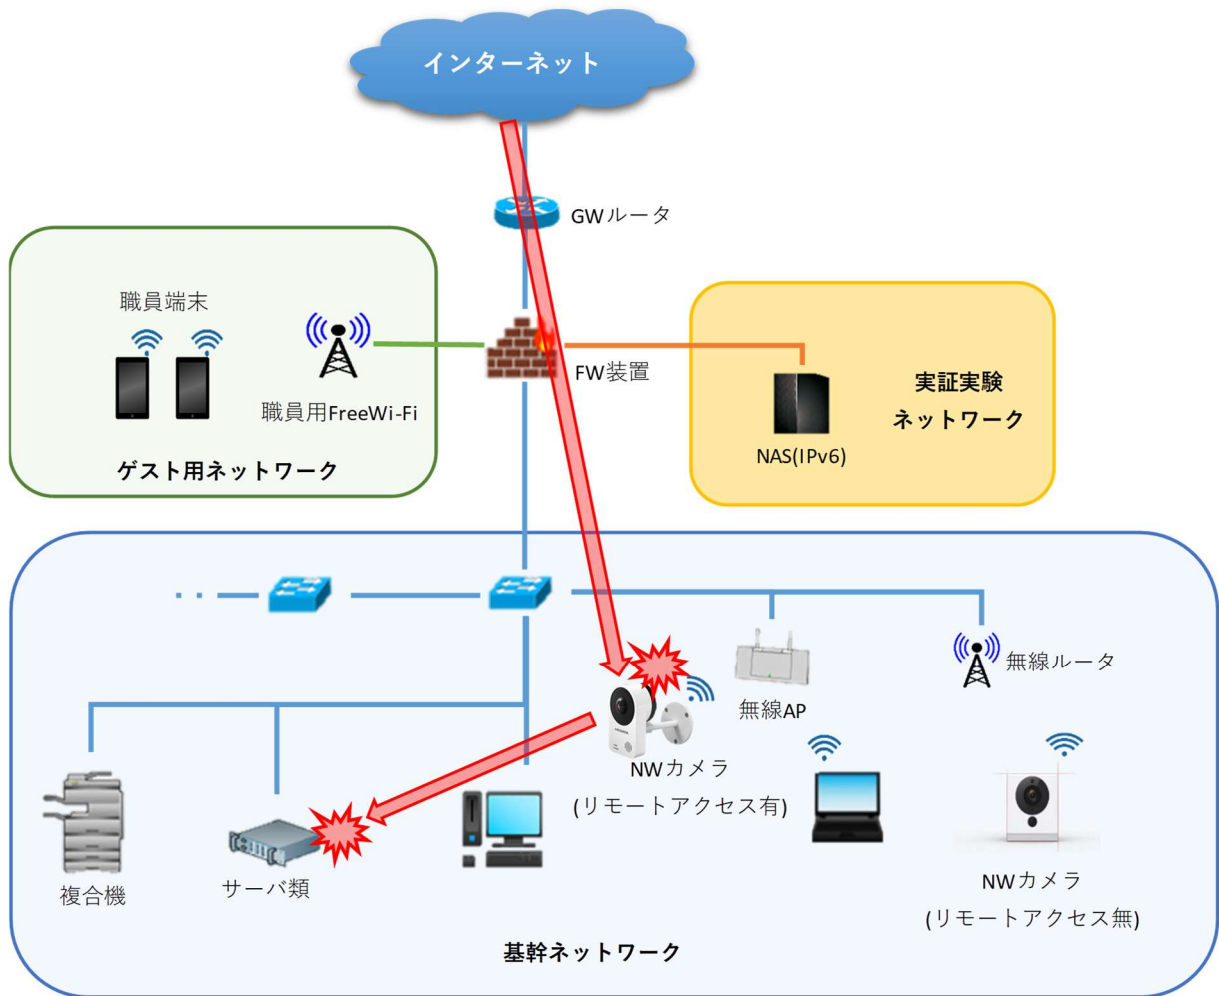 インターネット
GWルータ
職員端末
職員用FreeWi-Fi
ゲスト用ネットワーク
FW装置
実証実験
ネットワーク
NAS(IPv6)
無線ルータ
無線AP
NWカメラ
(リモートアクセス有)
複合機
サーバ類
NWカメラ
(リモートアクセス無)
基幹ネットワーク